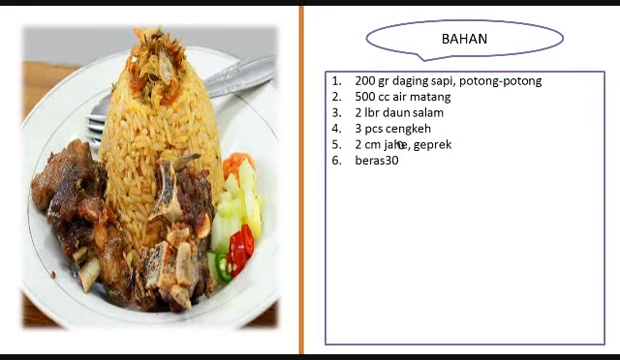 BAHAN
1. 200 gr daging sapi, potong-potong
2. 500 cc air matang
3. 2 lbr daun salam
4. 3 pcs cengkeh
5. 2 cm jahe, geprek
6. beras30